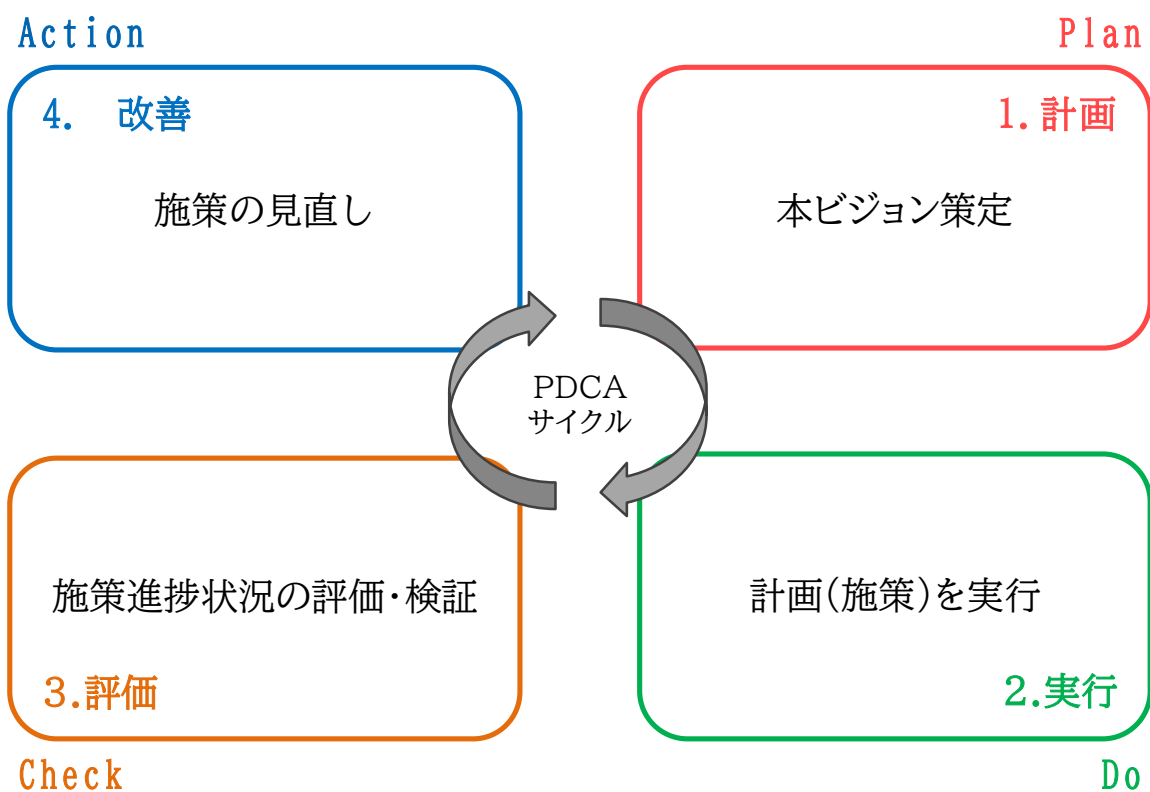 Action
4.　改善
施策の見直し
Plan
1.計画
本ビジョン策定
PDCA
サイクル
施策進捗状況の評価・検証
3.評価
Check
計画(施策)を実行
2.実行
Do